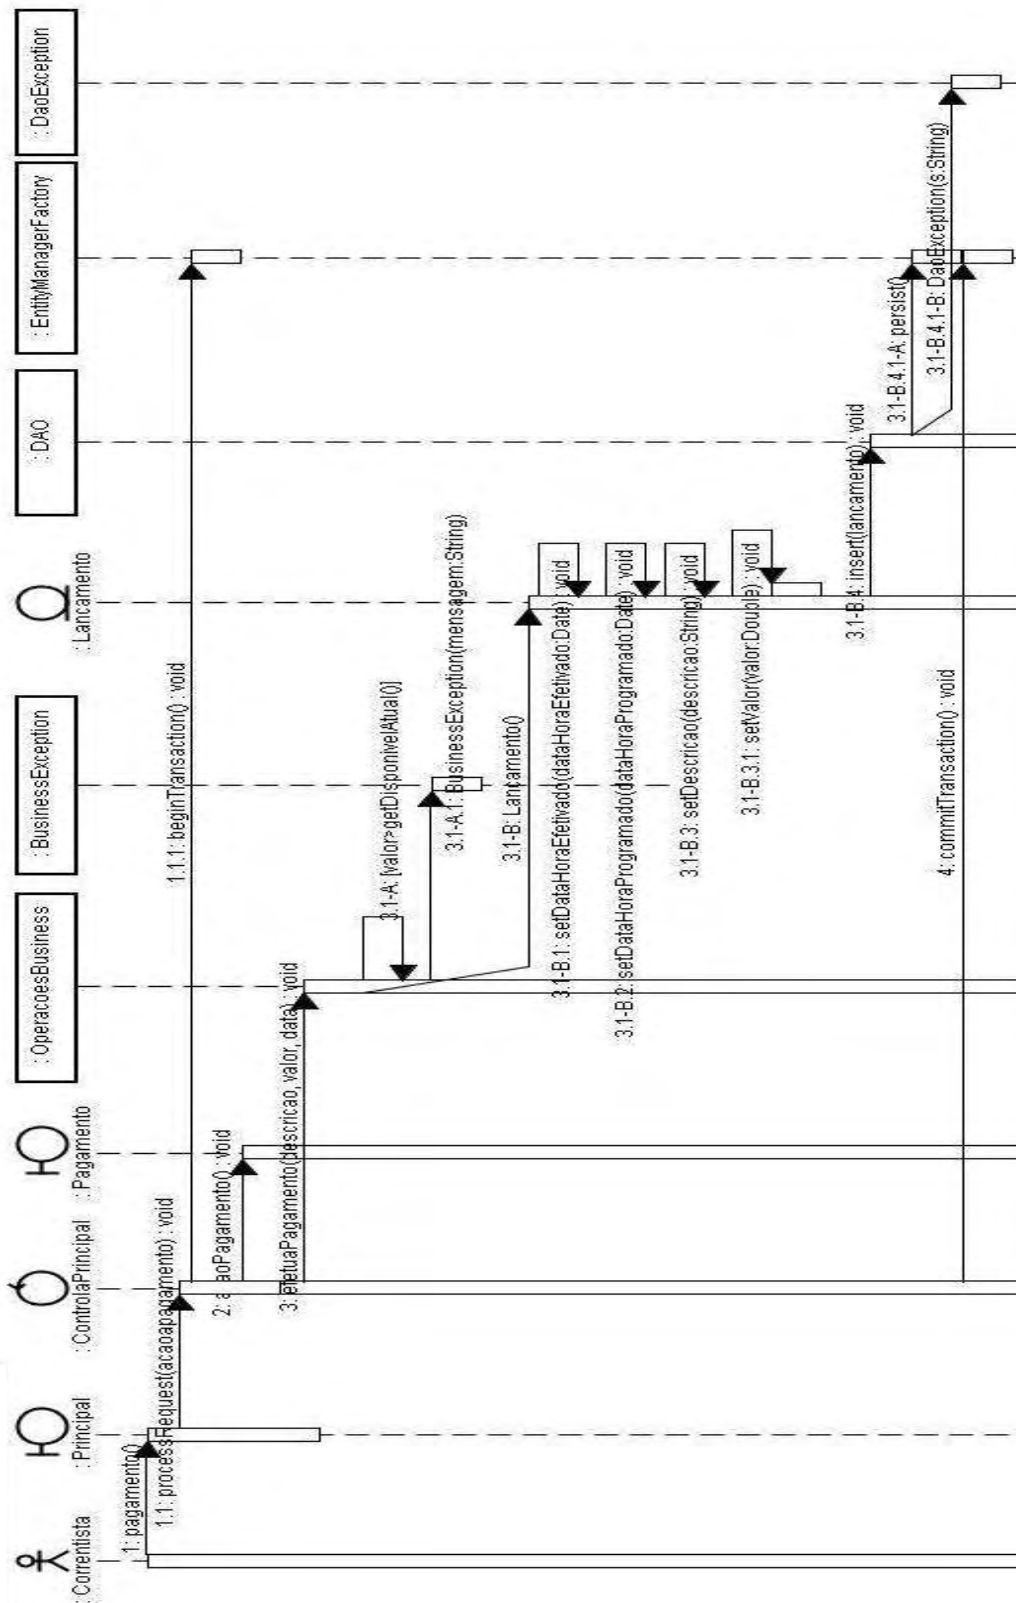 : Correntista
: Principal
: ControlaPrincipal
: Pagamento
: OperacoesBusiness
: BusinessException
: Lancamento
: DAO
: EntityManagerFactory
: DaoException
1: pagamento()
1.1: processRequest(acaoapagamento) : void
1.1.1: beginTransaction() : void
2: a aoPagamento() : void
3: efetuaPagamento(descricao, valor, data) : void
3.1-A: [valor>getDisponivelAtual()]
3.1-A.1: BusinessException(mensagem:String)
3.1-B: Lancamento()
3.1-B.1: setDataHoraEfetivado(dataHoraEfetivado:Date) : void
3.1-B.2: setDataHoraProgramado(dataHoraProgramado:Date) : void
3.1-B.3: setDescricao(descricao:String) : void
3.1-B.3.1: setValor(valor:Double) : void
3.1-B.4: insert(lancamento) : void
3.1-B.4.1-A: persist()
3.1-B.4.1-B: DaoException(s:String)
4: commitTransaction() : void